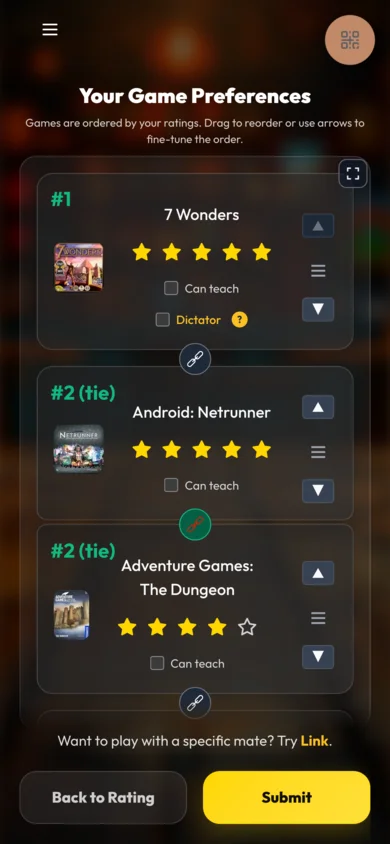 Your Game Preferences
Games are ordered by your ratings. Drag to reorder or use arrows to
fine-tune the order.
#1
7 Wonders
Can teach
Dictator ?
#2 (tie)
Android: Netrunner
NETRUNNER
Can teach
#2 (tie)
Adventure Games:
The Dungeon
Can teach
Want to play with a specific mate? Try Link.
Back to Rating
Submit